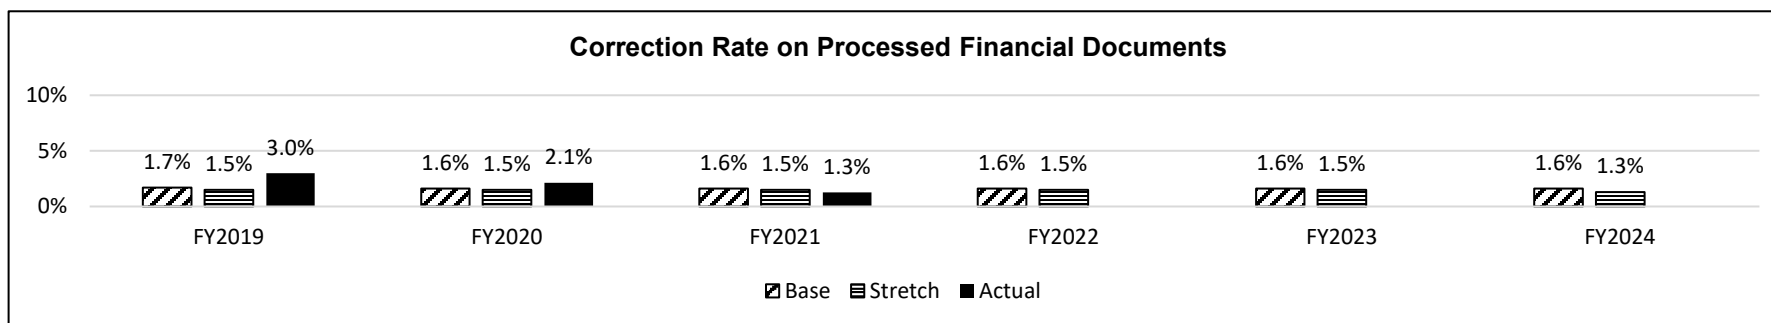 Correction Rate on Processed Financial Documents
10%
5%
0%
1.7% 1.5% 3.0% 1.6% 1.5% 2.1% 1.6% 1.5% 1.3% 1.6% 1.5% 1.6% 1.5% 1.6% 1.3%
FY2019 FY2020 FY2021 FY2022 FY2023 FY2024
Base Stretch Actual